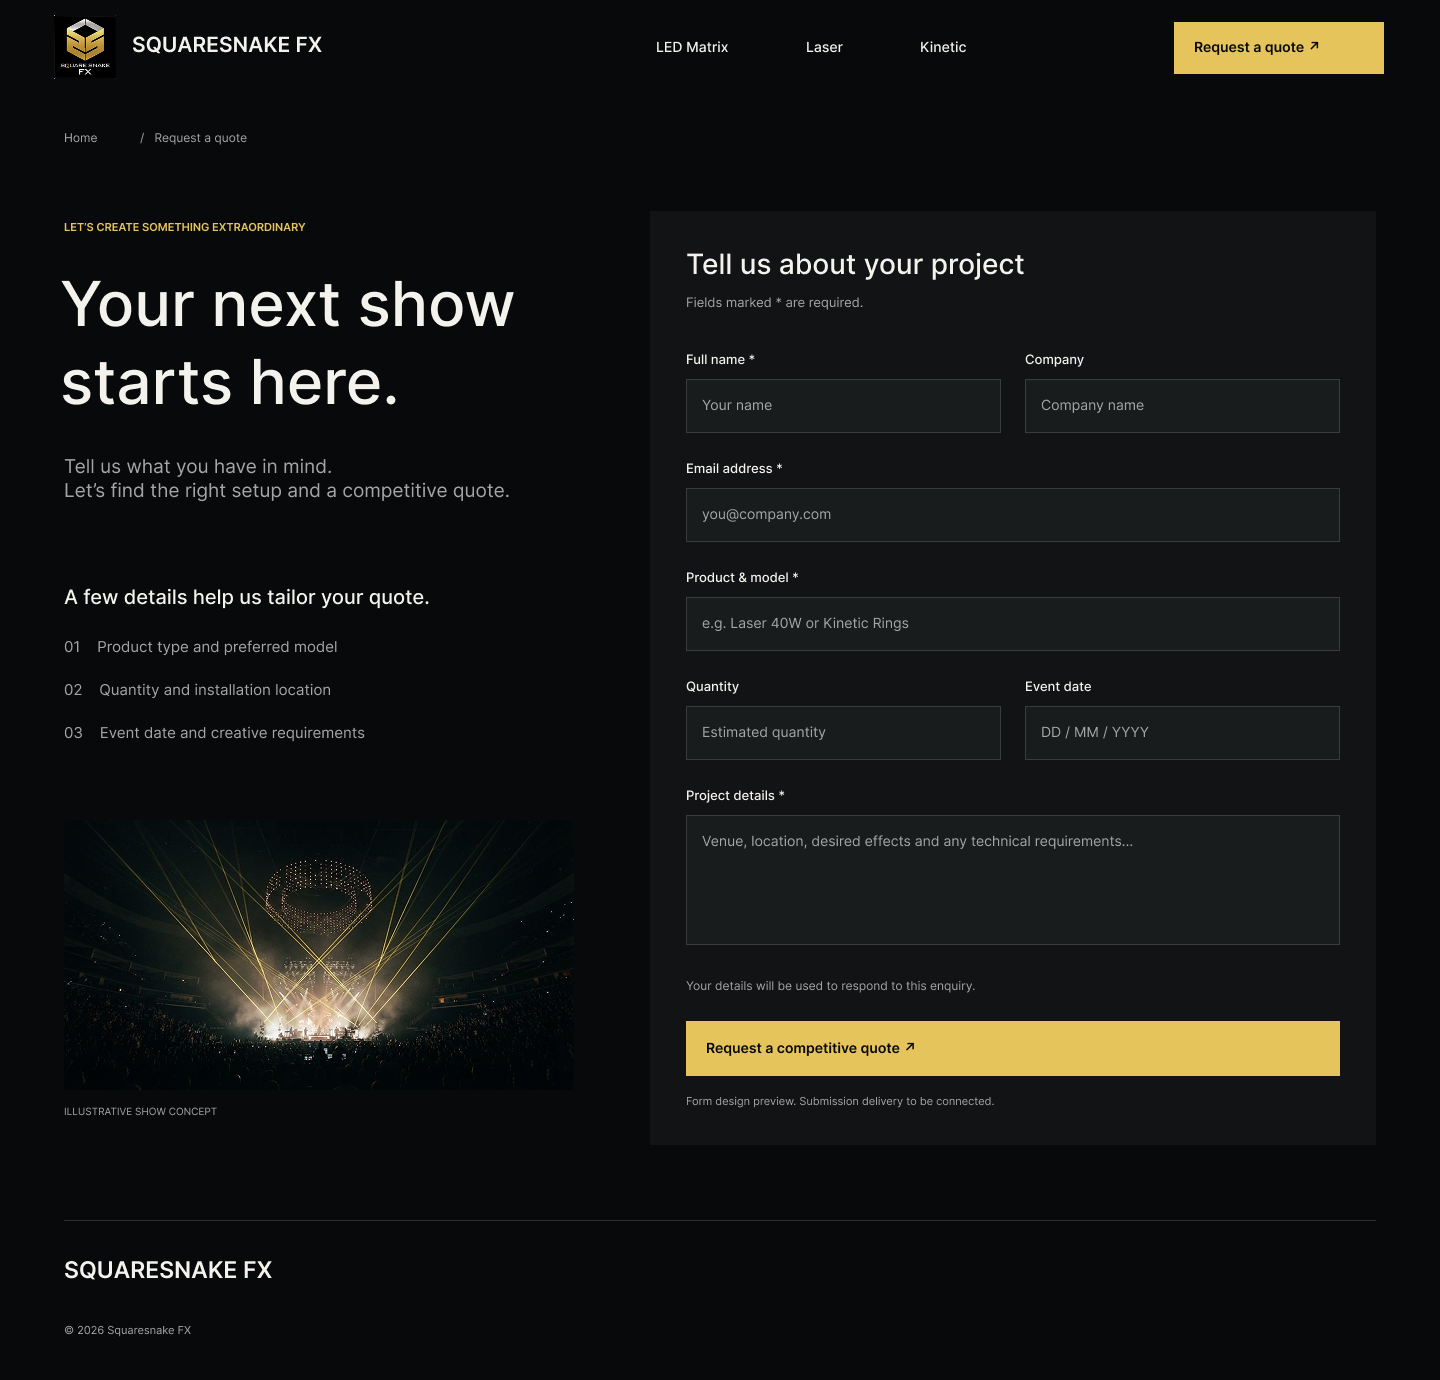 SQUARE SNAKE
FX
SQUARESNAKE FX
LED Matrix
Laser
Kinetic
Request a quote ↗
Home / Request a quote
LET’S CREATE SOMETHING EXTRAORDINARY
Your next show
starts here.
Tell us what you have in mind.
Let’s find the right setup and a competitive quote.
A few details help us tailor your quote.
01 Product type and preferred model
02 Quantity and installation location
03 Event date and creative requirements
ILLUSTRATIVE SHOW CONCEPT
Tell us about your project
Fields marked * are required.
Full name *
Company
Your name
Company name
Email address *
you@company.com
Product & model *
e.g. Laser 40W or Kinetic Rings
Quantity
Event date
Estimated quantity
DD / MM / YYYY
Project details *
Venue, location, desired effects and any technical requirements…
Your details will be used to respond to this enquiry.
Request a competitive quote ↗
Form design preview. Submission delivery to be connected.
SQUARESNAKE FX
© 2026 Squaresnake FX